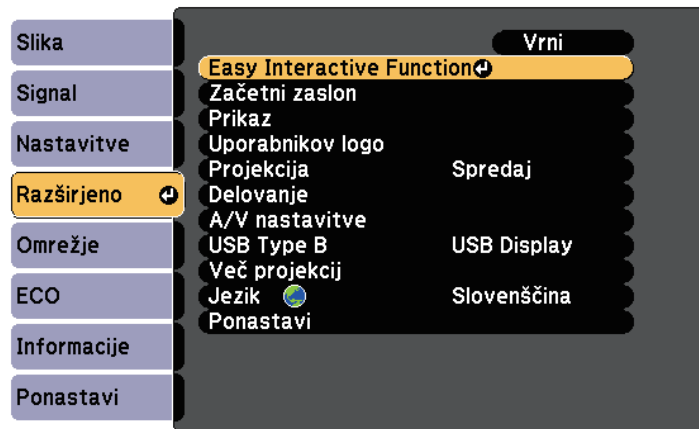 Slika
Signal
Nastavitve
Razširjeno
Omrežje
ECO
Informacije
Ponastavi
Vrni
Easy Interactive Function
Začetni zaslon
Prikaz
Uporabnikov logo
Projekcija Spredaj
Delovanje
A/V nastavitve
USB Type B USB Display
Več projekcij
Jezik Slovenščina
Ponastavi